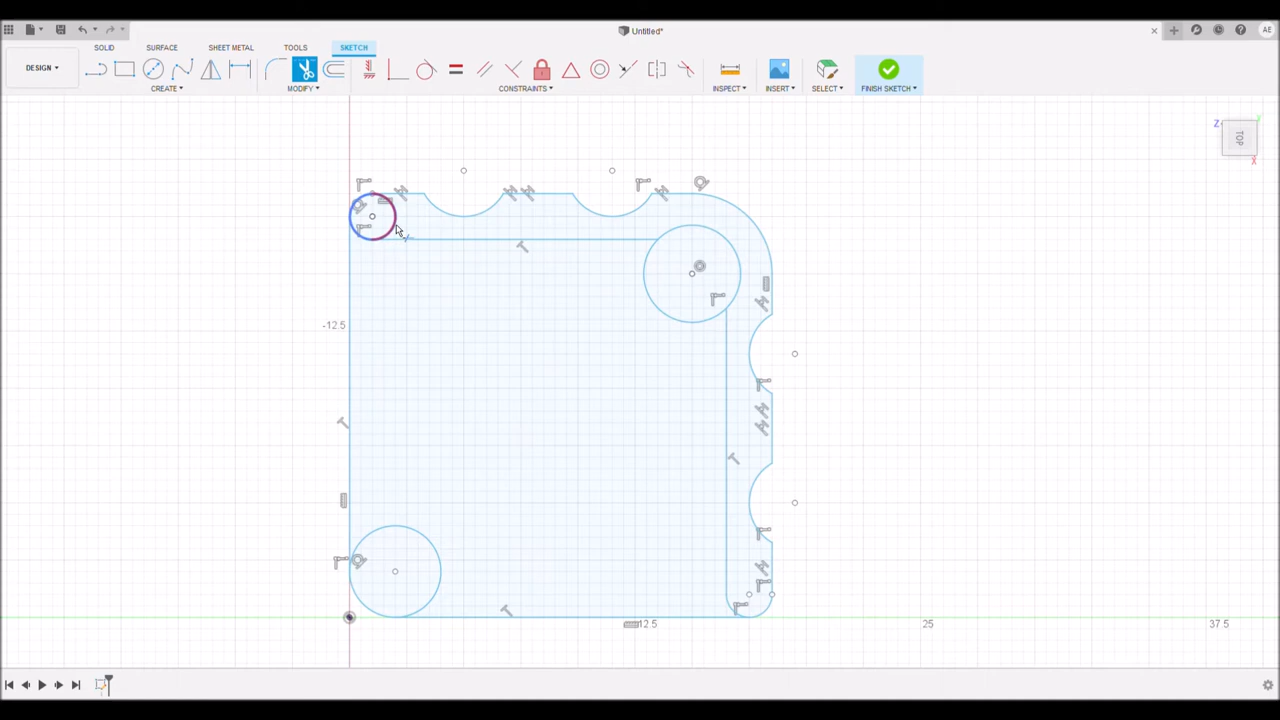 Untitled*
AE
SOLID SURFACE SHEET METAL TOOLS SKETCH
DESIGN
CREATE MODIFY CONSTRAINTS INSPECT INSERT SELECT FINISH SKETCH
Z
Y
TOP
X
-12.5
12.5 25 37.5